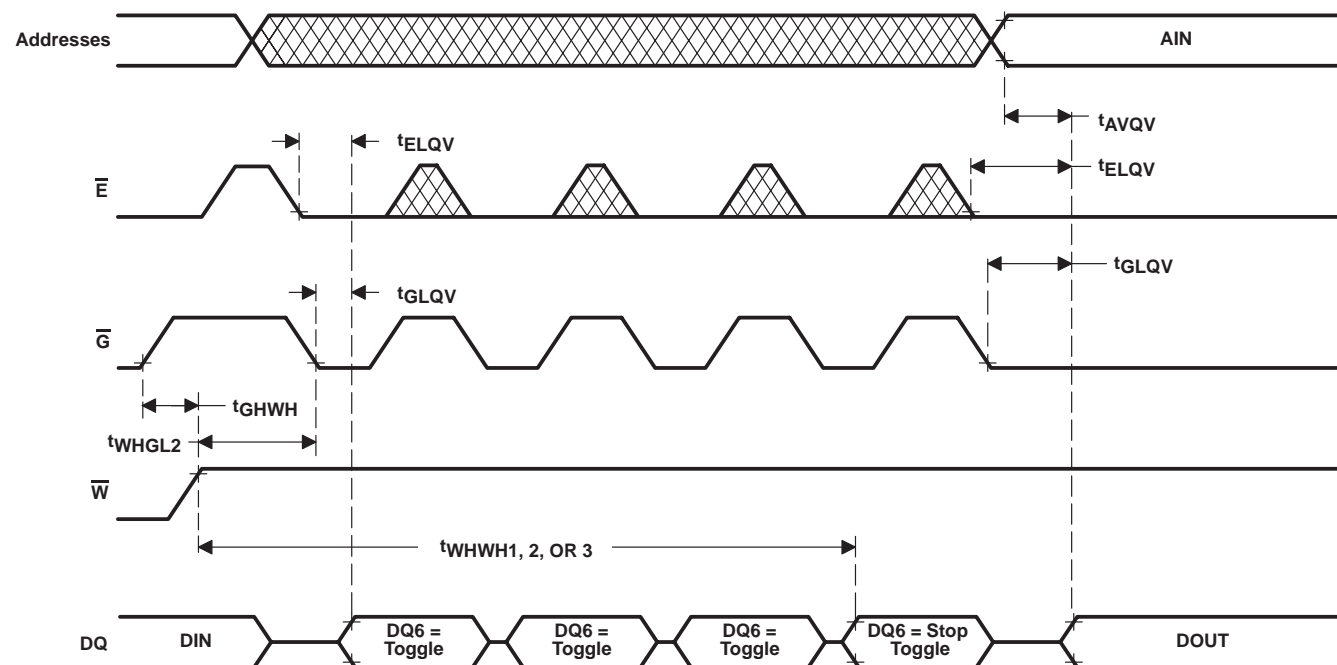 Addresses
AIN
tAVQV
tELQV
tELQV
E
tGLQV
tGLQV
G
tGHWH
tWHGL2
W
tWHWH1, 2, OR 3
DQ
DIN
DQ6 =
Toggle
DQ6 =
Toggle
DQ6 =
Toggle
DQ6 = Stop
Toggle
DOUT